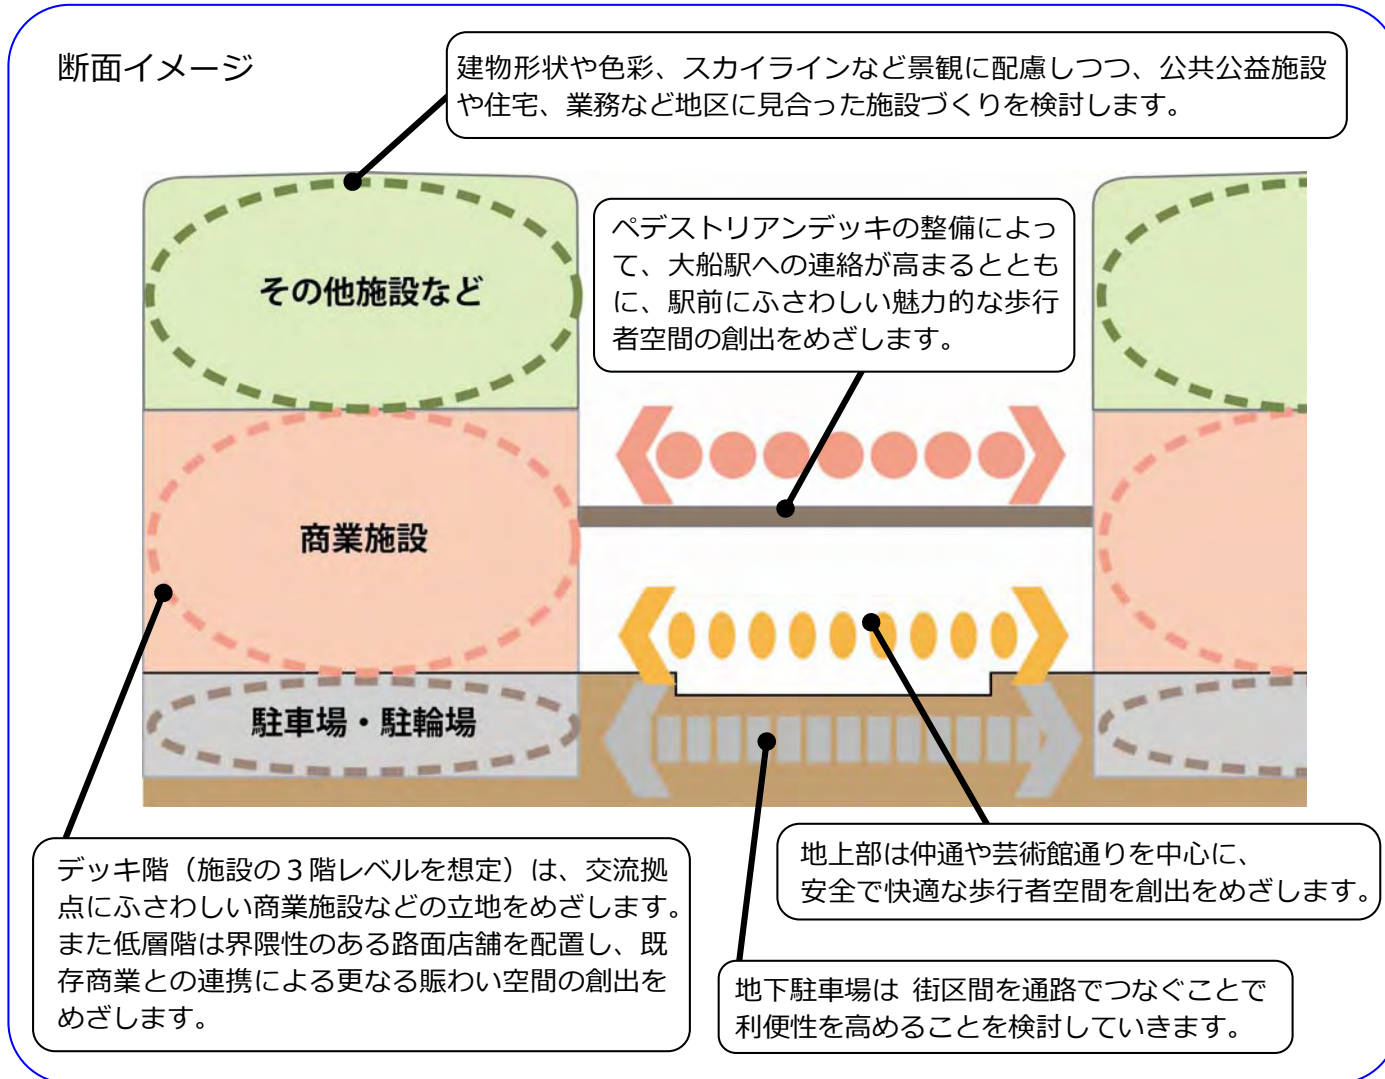 断面イメージ
建物形状や色彩、スカイラインなど景観に配慮しつつ、公共公益施設
や住宅、業務など地区に見合った施設づくりを検討します。
ペデストリアンデッキの整備によっ
て、大船駅への連絡が高まるととも
に、駅前にふさわしい魅力的な歩行
者空間の創出をめざします。
その他施設など
商業施設
駐車場・駐輪場
デッキ階（施設の３階レベルを想定）は、交流拠
点にふさわしい商業施設などの立地をめざします。
また低層階は界隈性のある路面店舗を配置し、既
存商業との連携による更なる賑わい空間の創出を
めざします。
地上部は仲通や芸術館通りを中心に、
安全で快適な歩行者空間を創出をめざします。
地下駐車場は 街区間を通路でつなぐことで
利便性を高めることを検討していきます。